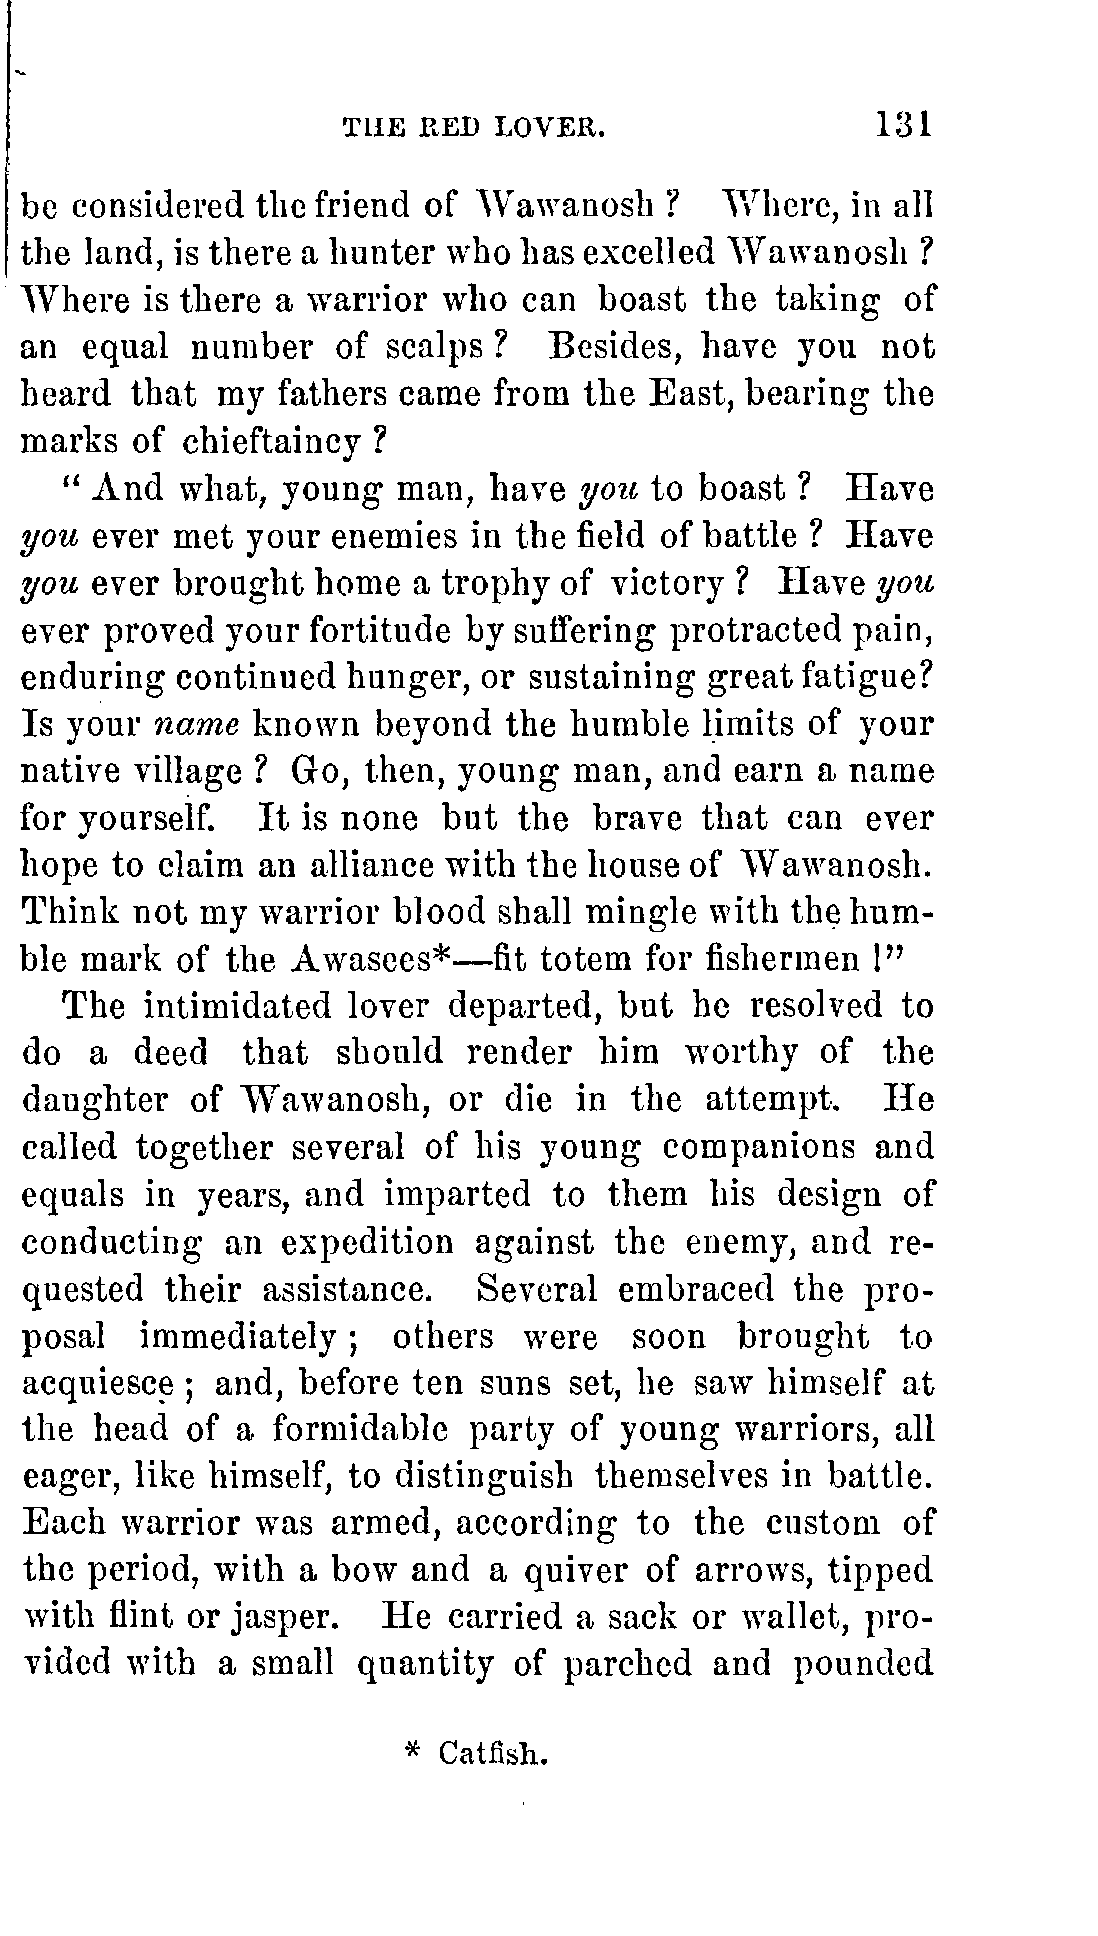 THE RED LOVER. 131
be considered the friend of Wawanosh ? Where, in all
the land, is there a hunter who has excelled Wawanosh ?
Where is there a warrior who can boast the taking of
an equal number of scalps ? Besides, have you not
heard that my fathers came from the East, bearing the
marks of chieftaincy ?
“ And what, young man, have you to boast ? Have
you ever met your enemies in the field of battle ? Have
you ever brought home a trophy of victory ? Have you
ever proved your fortitude by suffering protracted pain,
enduring continued hunger, or sustaining great fatigue?
Is your name known beyond the humble limits of your
native village ? Go, then, young man, and earn a name
for yourself. It is none but the brave that can ever
hope to claim an alliance with the house of Wawanosh.
Think not my warrior blood shall mingle with the hum-
ble mark of the Awasees*—fit totem for fishermen !”
The intimidated lover departed, but he resolved to
do a deed that should render him worthy of the
daughter of Wawanosh, or die in the attempt. He
called together several of his young companions and
equals in years, and imparted to them his design of
conducting an expedition against the enemy, and re-
quested their assistance. Several embraced the pro-
posal immediately ; others were soon brought to
acquiesce ; and, before ten suns set, he saw himself at
the head of a formidable party of young warriors, all
eager, like himself, to distinguish themselves in battle.
Each warrior was armed, according to the custom of
the period, with a bow and a quiver of arrows, tipped
with flint or jasper. He carried a sack or wallet, pro-
vided with a small quantity of parched and pounded
* Catfish.